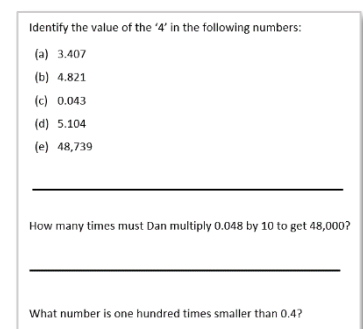 Identify the value of the ‘4’ in the following numbers:
(a) 3.407
(b) 4.821
(c) 0.043
(d) 5.104
(e) 48,739
How many times must Dan multiply 0.048 by 10 to get 48,000?
What number is one hundred times smaller than 0.4?